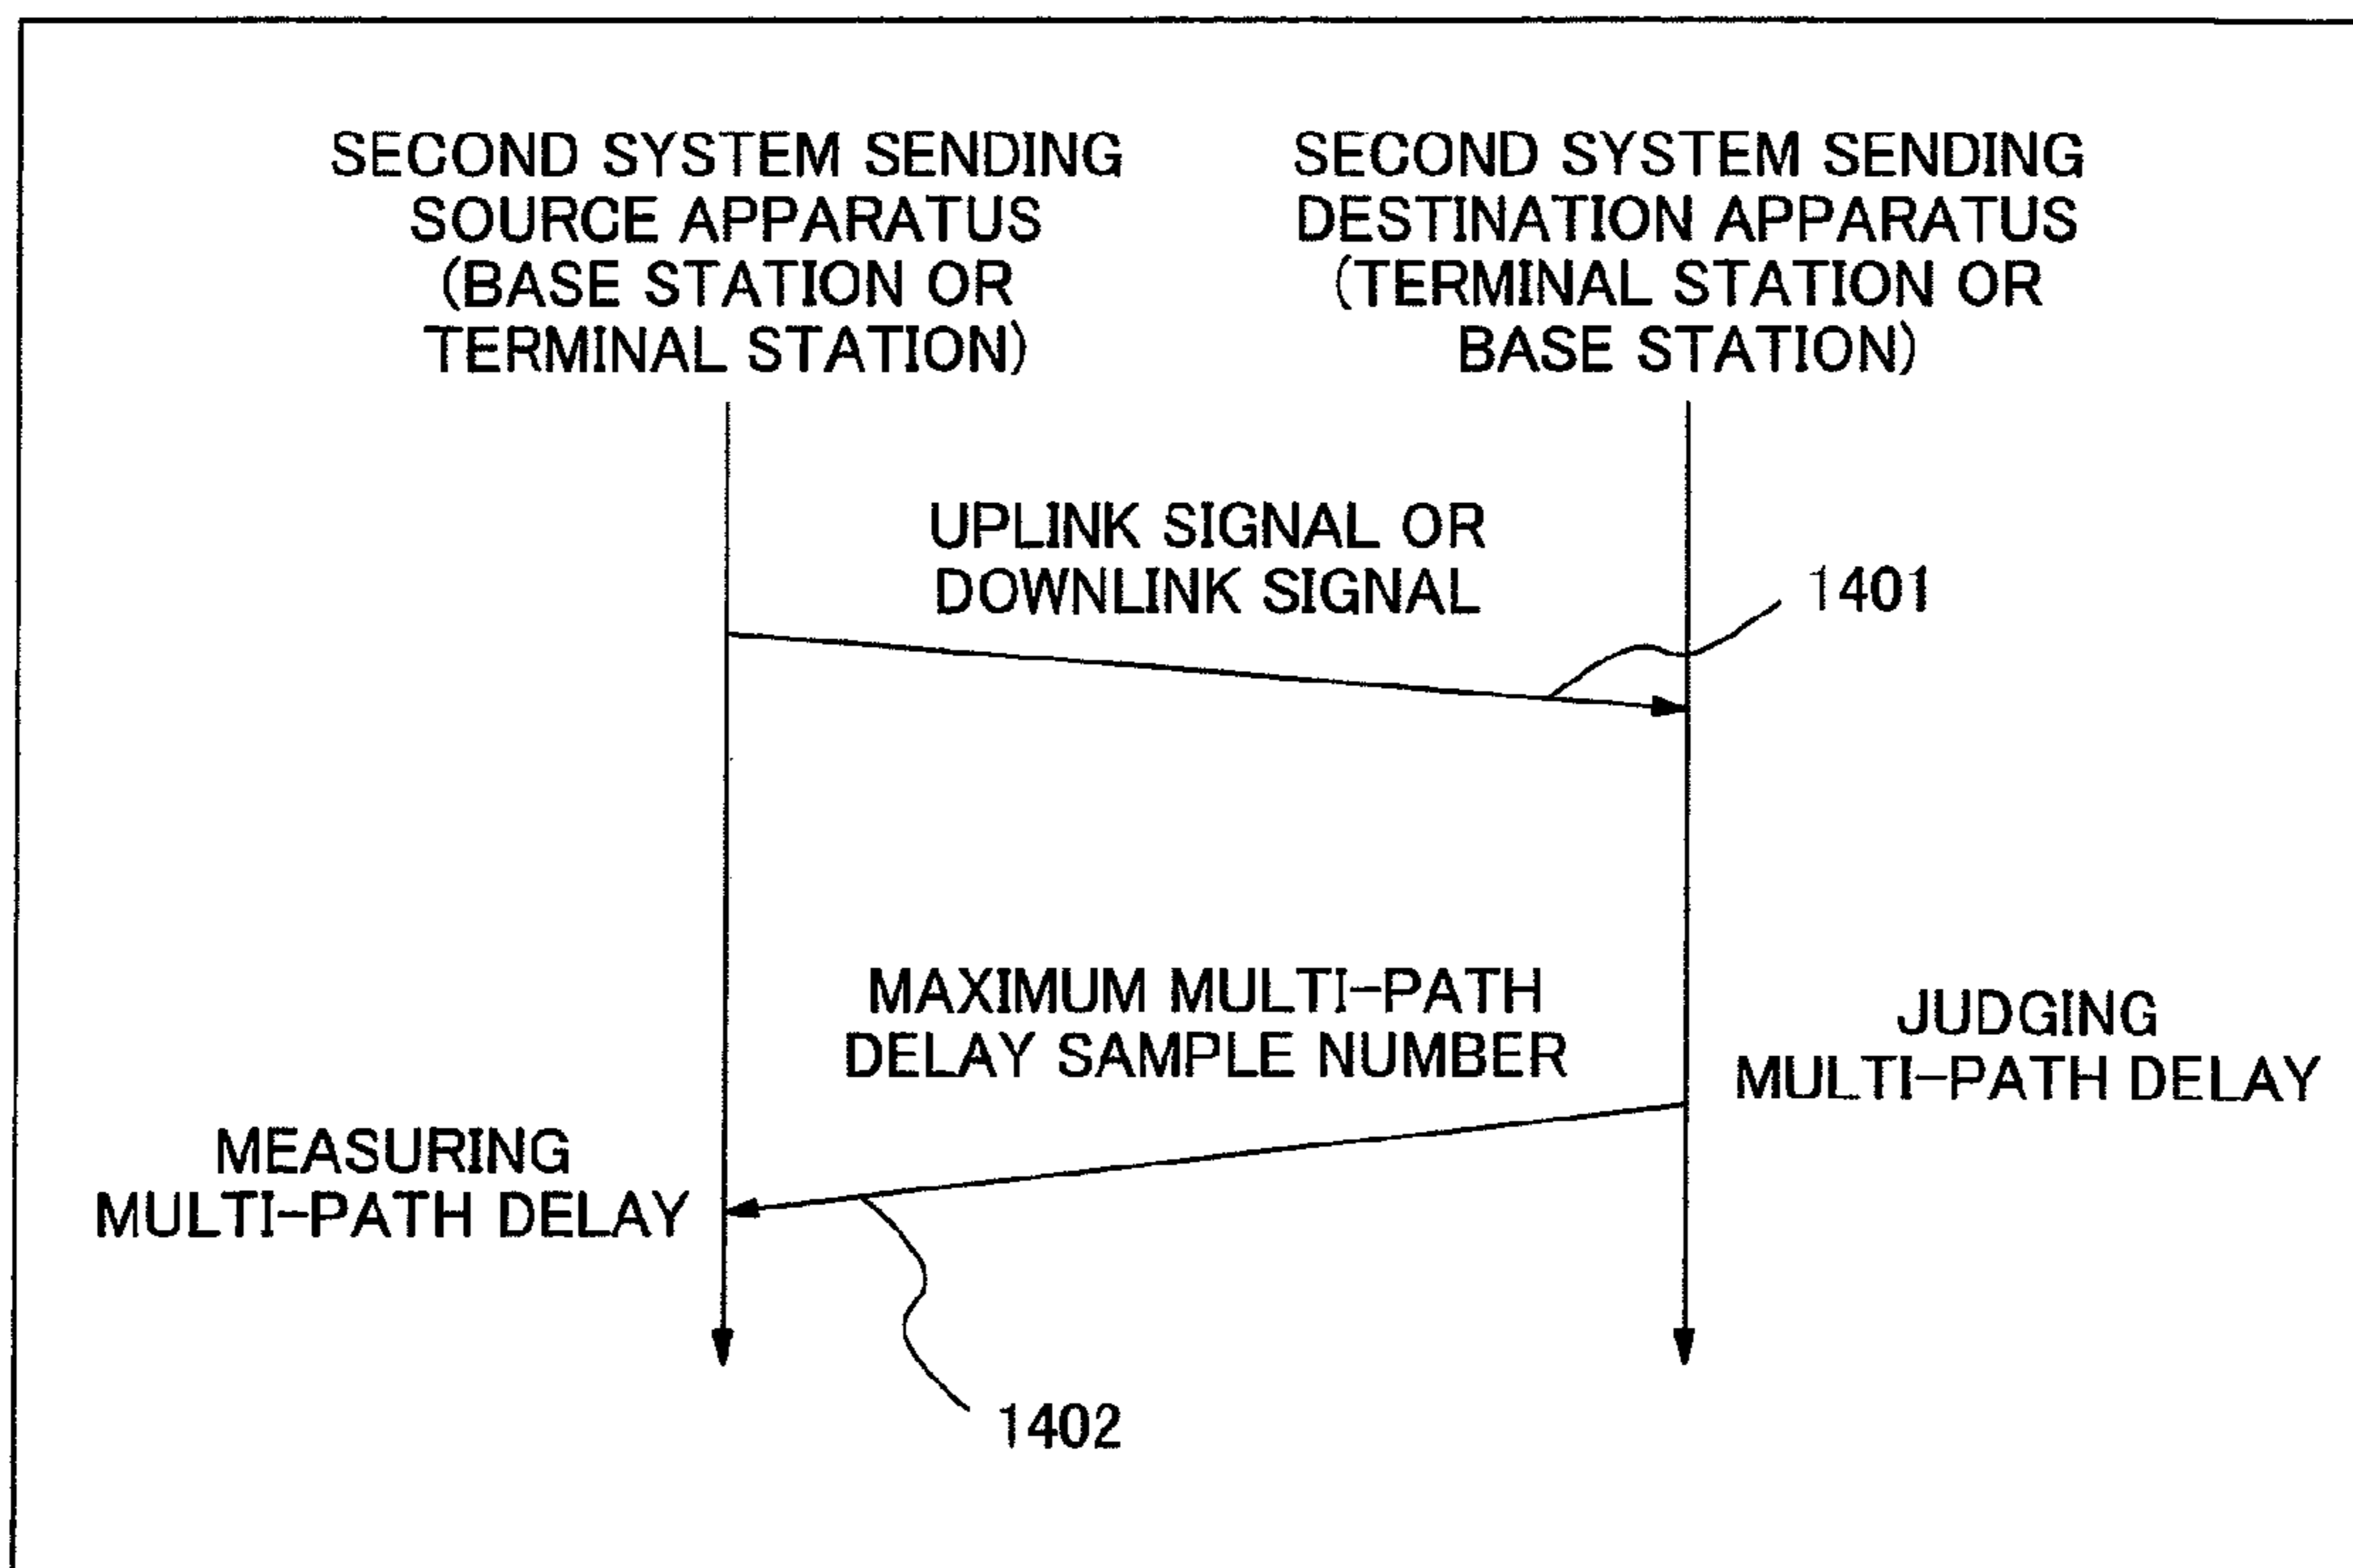 SECOND SYSTEM SENDING
SOURCE APPARATUS
(BASE STATION OR
TERMINAL STATION)
SECOND SYSTEM SENDING
DESTINATION APPARATUS
(TERMINAL STATION OR
BASE STATION)
UPLINK SIGNAL OR
DOWNLINK SIGNAL
1401
MAXIMUM MULTI-PATH
DELAY SAMPLE NUMBER
JUDGING
MULTI-PATH DELAY
MEASURING
MULTI-PATH DELAY
1402